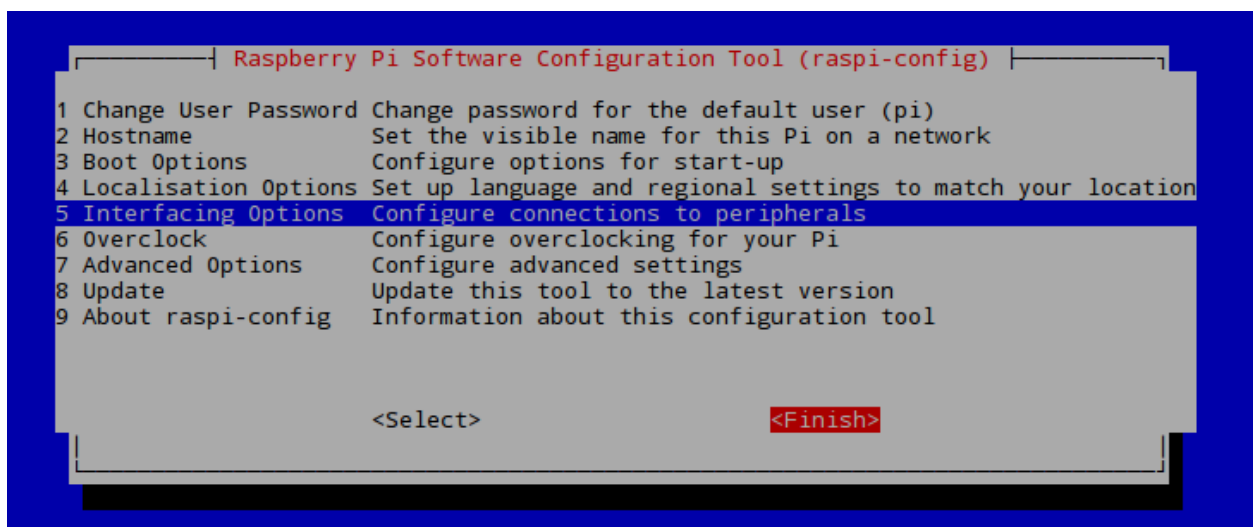 Raspberry Pi Software Configuration Tool (raspi-config)
1 Change User Password Change password for the default user (pi)
2 Hostname Set the visible name for this Pi on a network
3 Boot Options Configure options for start-up
4 Localisation Options Set up language and regional settings to match your location
5 Interfacing Options Configure connections to peripherals
6 Overclock Configure overclocking for your Pi
7 Advanced Options Configure advanced settings
8 Update Update this tool to the latest version
9 About raspi-config Information about this configuration tool
<Select> <Finish>